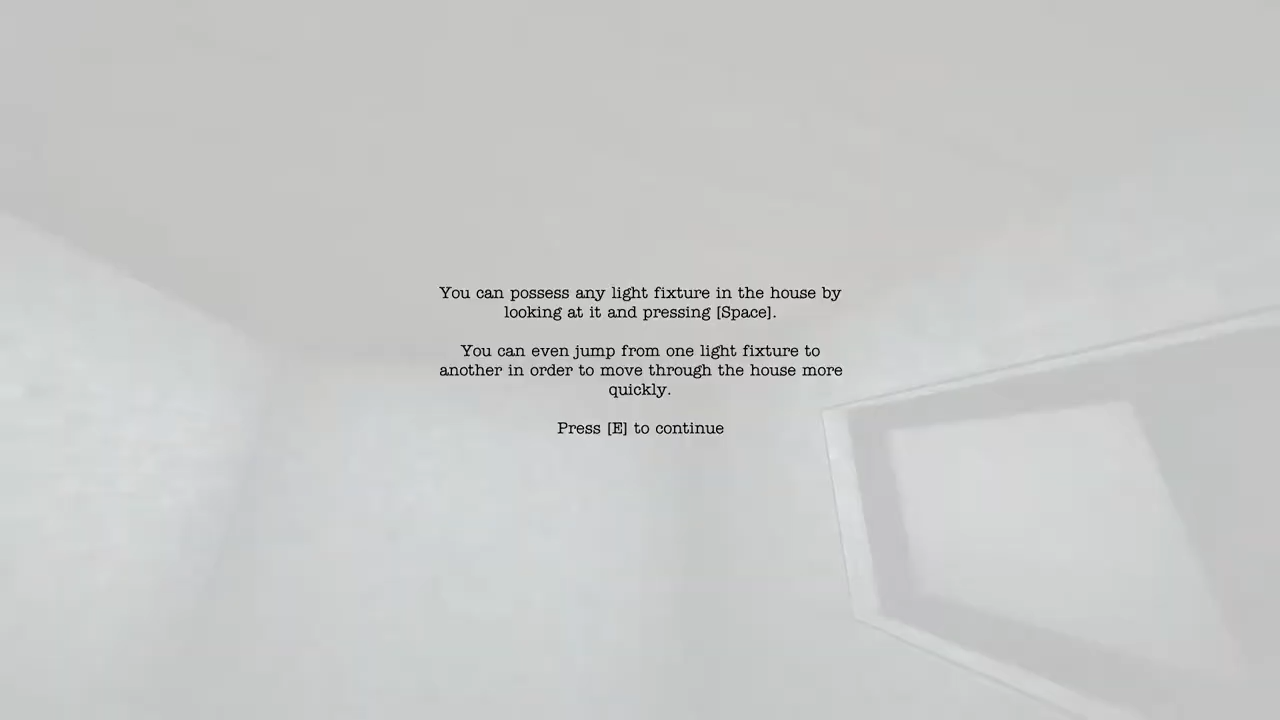 You can possess any light fixture in the house by
looking at it and pressing [Space].
You can even jump from one light fixture to
another in order to move through the house more
quickly.
Press [E] to continue